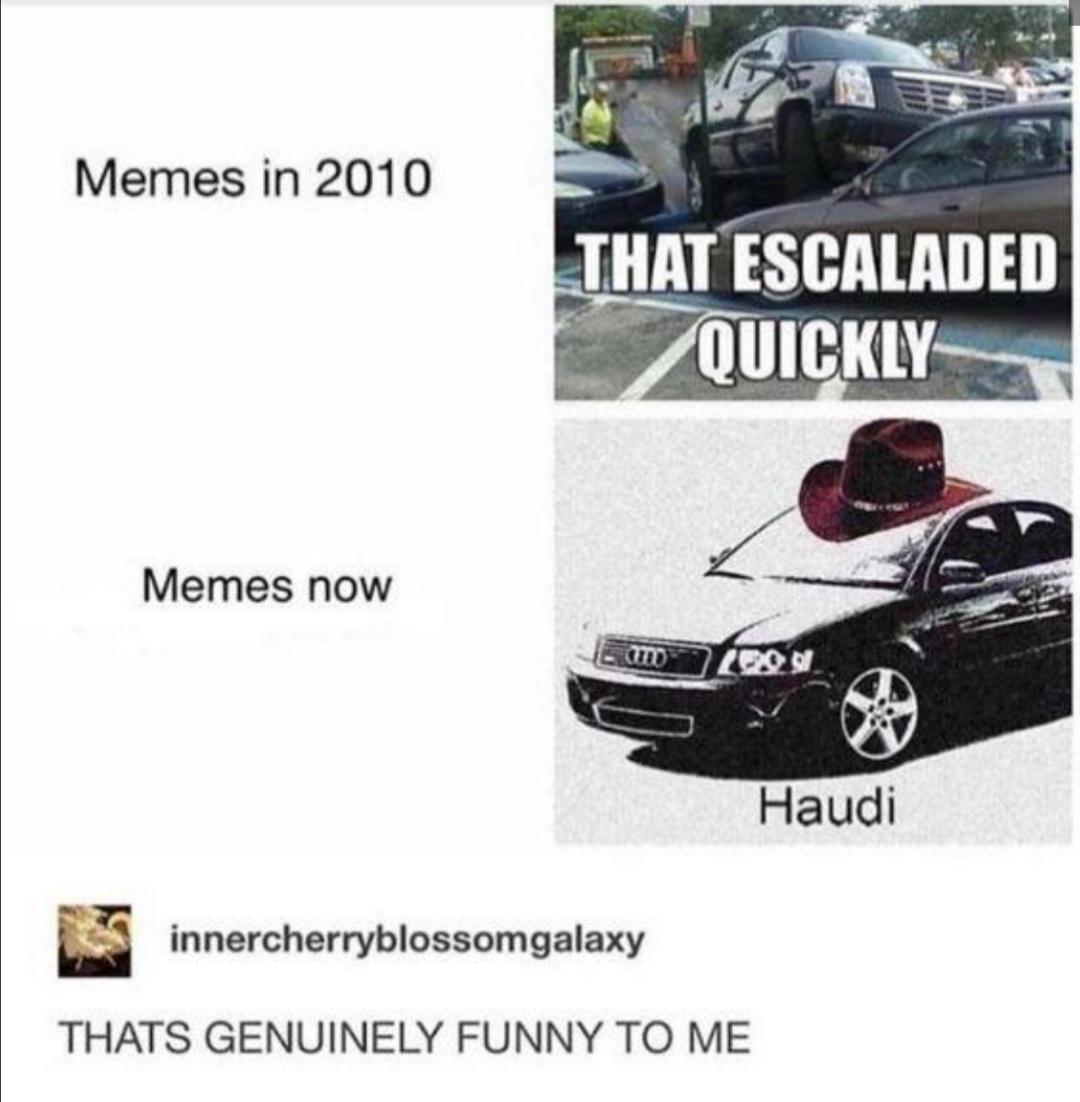 Memes in 2010
THAT ESCALADED
QUICKLY
Memes now
Haudi
innercherryblossomgalaxy
THATS GENUINELY FUNNY TO ME